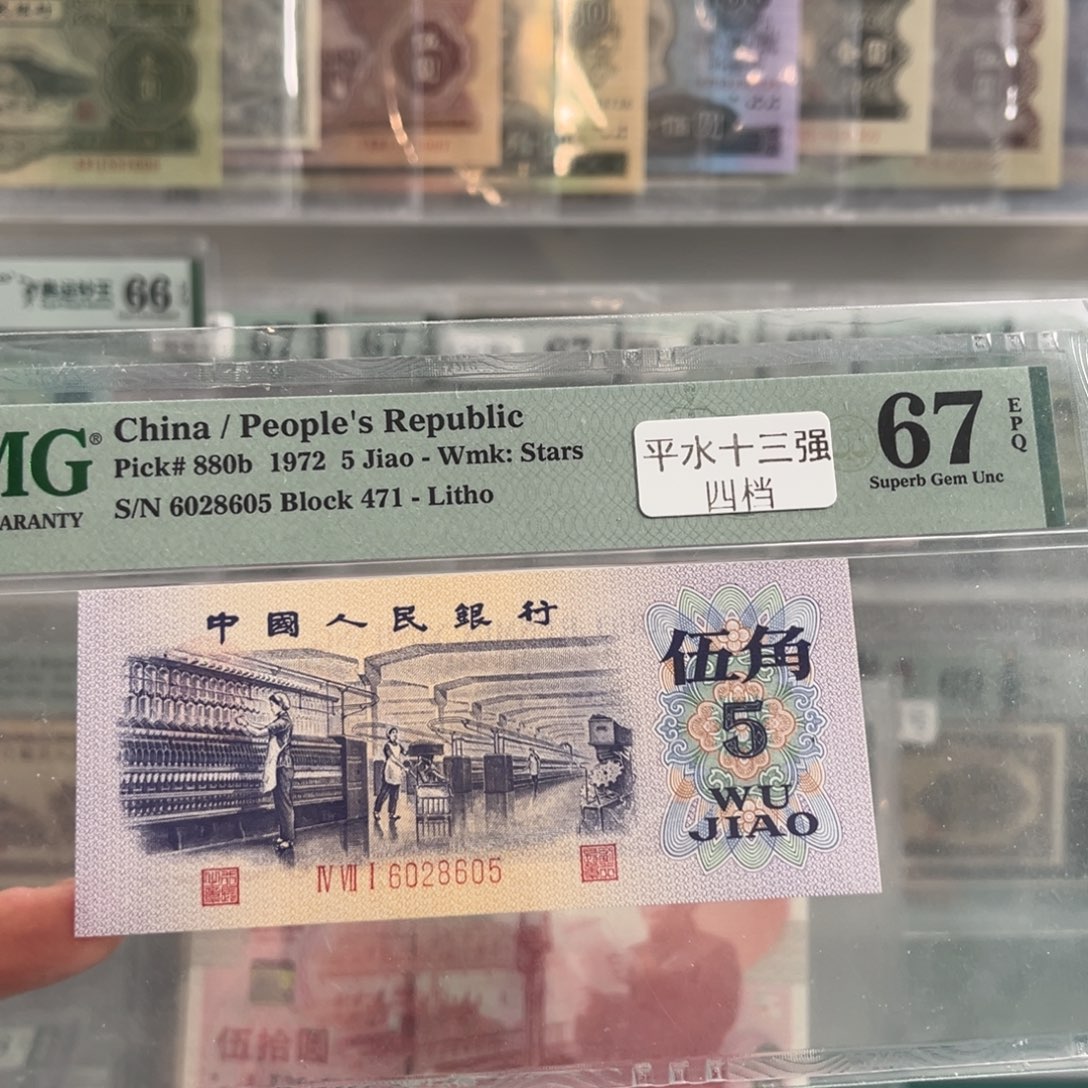 66
MG®
ARANTY
China / People's Republic
Pick# 880b 1972 5 Jiao - Wmk: Stars
S/N 6028605 Block 471 - Litho
平水十三强
四档
67
EPQ
Superb Gem Unc
中國人民銀行
伍角
5
WU
JIAO
IV VII I 6028605
伍拾圆